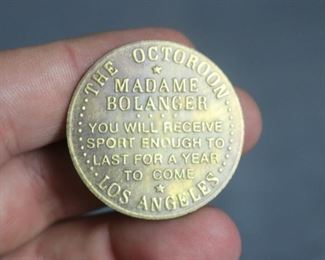 THE OCTOROON
MADAME
BOLANGER
YOU WILL RECEIVE
SPORT ENOUGH TO
LAST FOR A YEAR
TO COME
LOS ANGELES